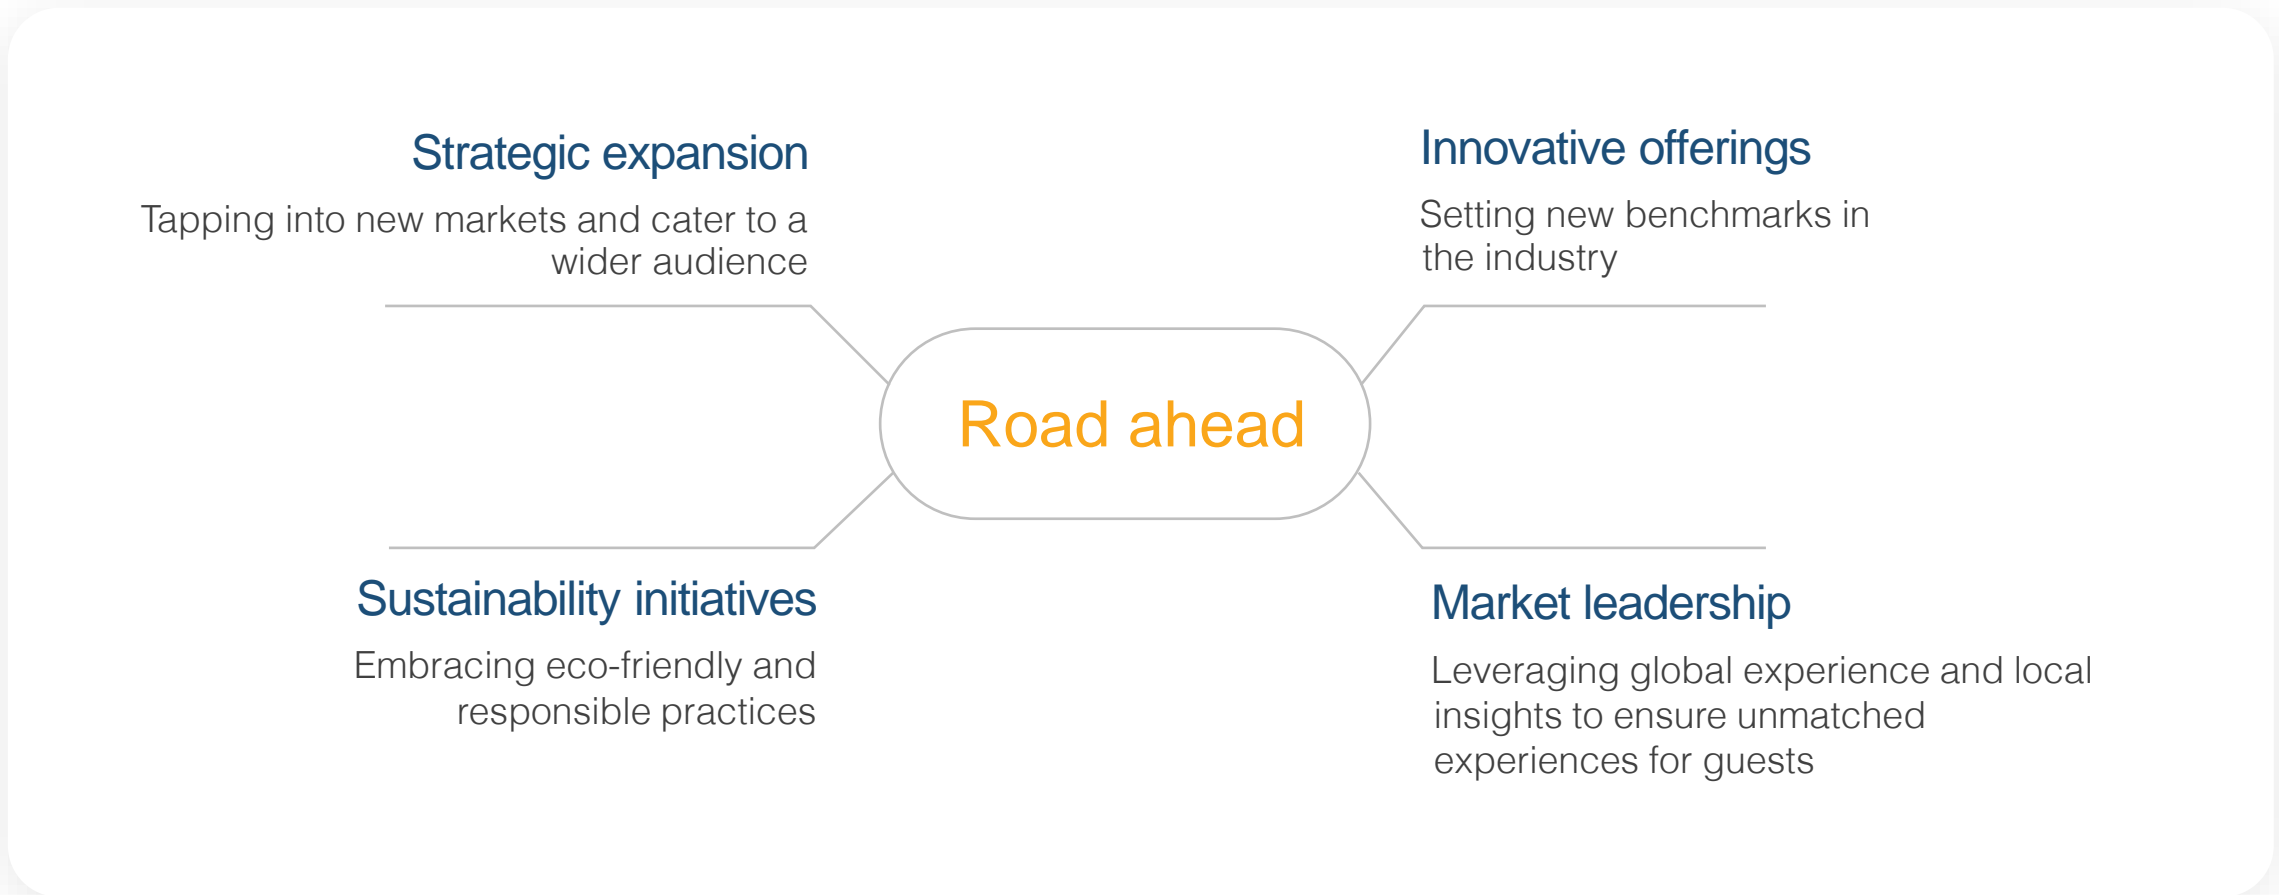 Strategic expansion
Tapping into new markets and cater to a
wider audience
Innovative offerings
Setting new benchmarks in
the industry
Road ahead
Sustainability initiatives
Embracing eco-friendly and
responsible practices
Market leadership
Leveraging global experience and local
insights to ensure unmatched
experiences for guests